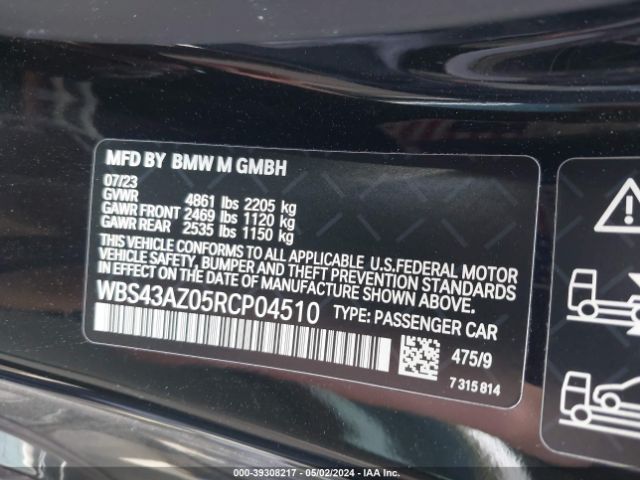 MFD BY BMW M GMBH
07/23
GVWR 4861 lbs 2205 kg
GAWR FRONT 2469 lbs 1120 kg
GAWR REAR 2535 lbs 1150 kg
THIS VEHICLE CONFORMS TO ALL APPLICABLE U.S.FEDERAL MOTOR
VEHICLE SAFETY, BUMPER AND THEFT PREVENTION STANDARDS
IN EFFECT ON DATE OF MANUFACTURE SHOWN ABOVE.
WBS43AZ05RCP04510 TYPE: PASSENGER CAR
475/9
7 315 814
000-39308217 - 05/02/2024 - IAA Inc.